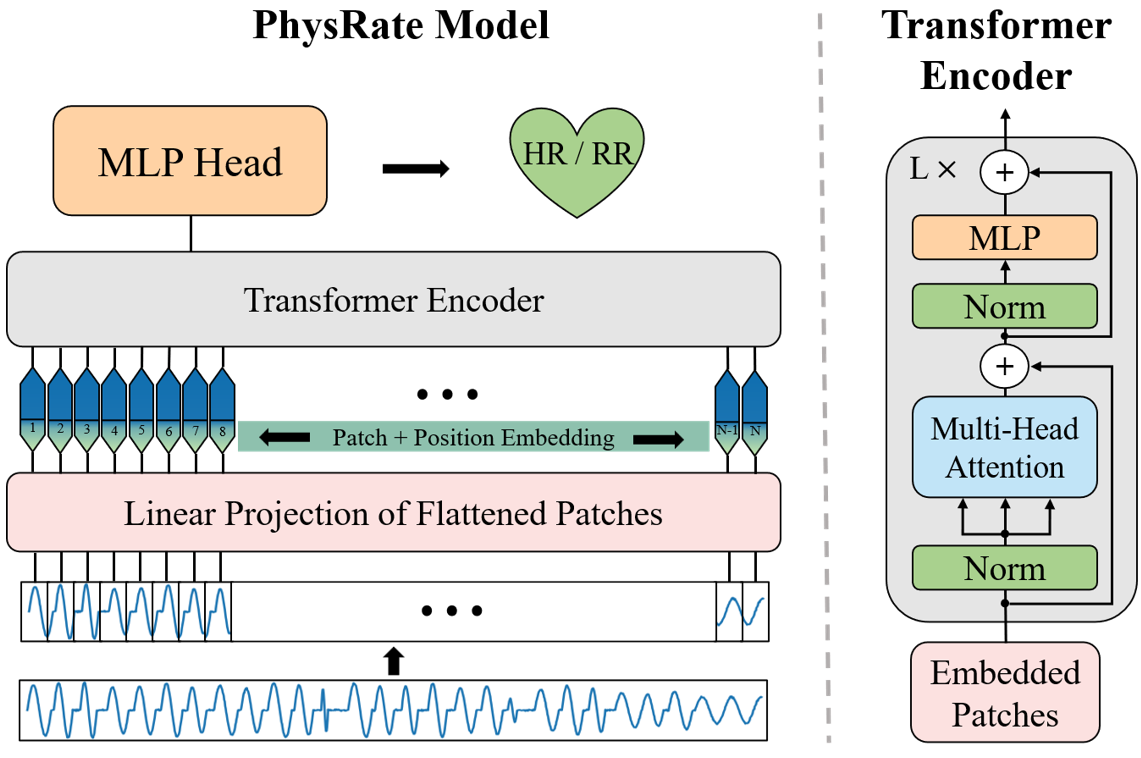 PhysRate Model
MLP Head
HR / RR
Transformer Encoder
• • •
1 2 3 4 5 6 7 8 N-1 N
Patch + Position Embedding
Linear Projection of Flattened Patches
• • •
Transformer
Encoder
L ×
+
MLP
Norm
+
Multi-Head
Attention
Norm
Embedded
Patches